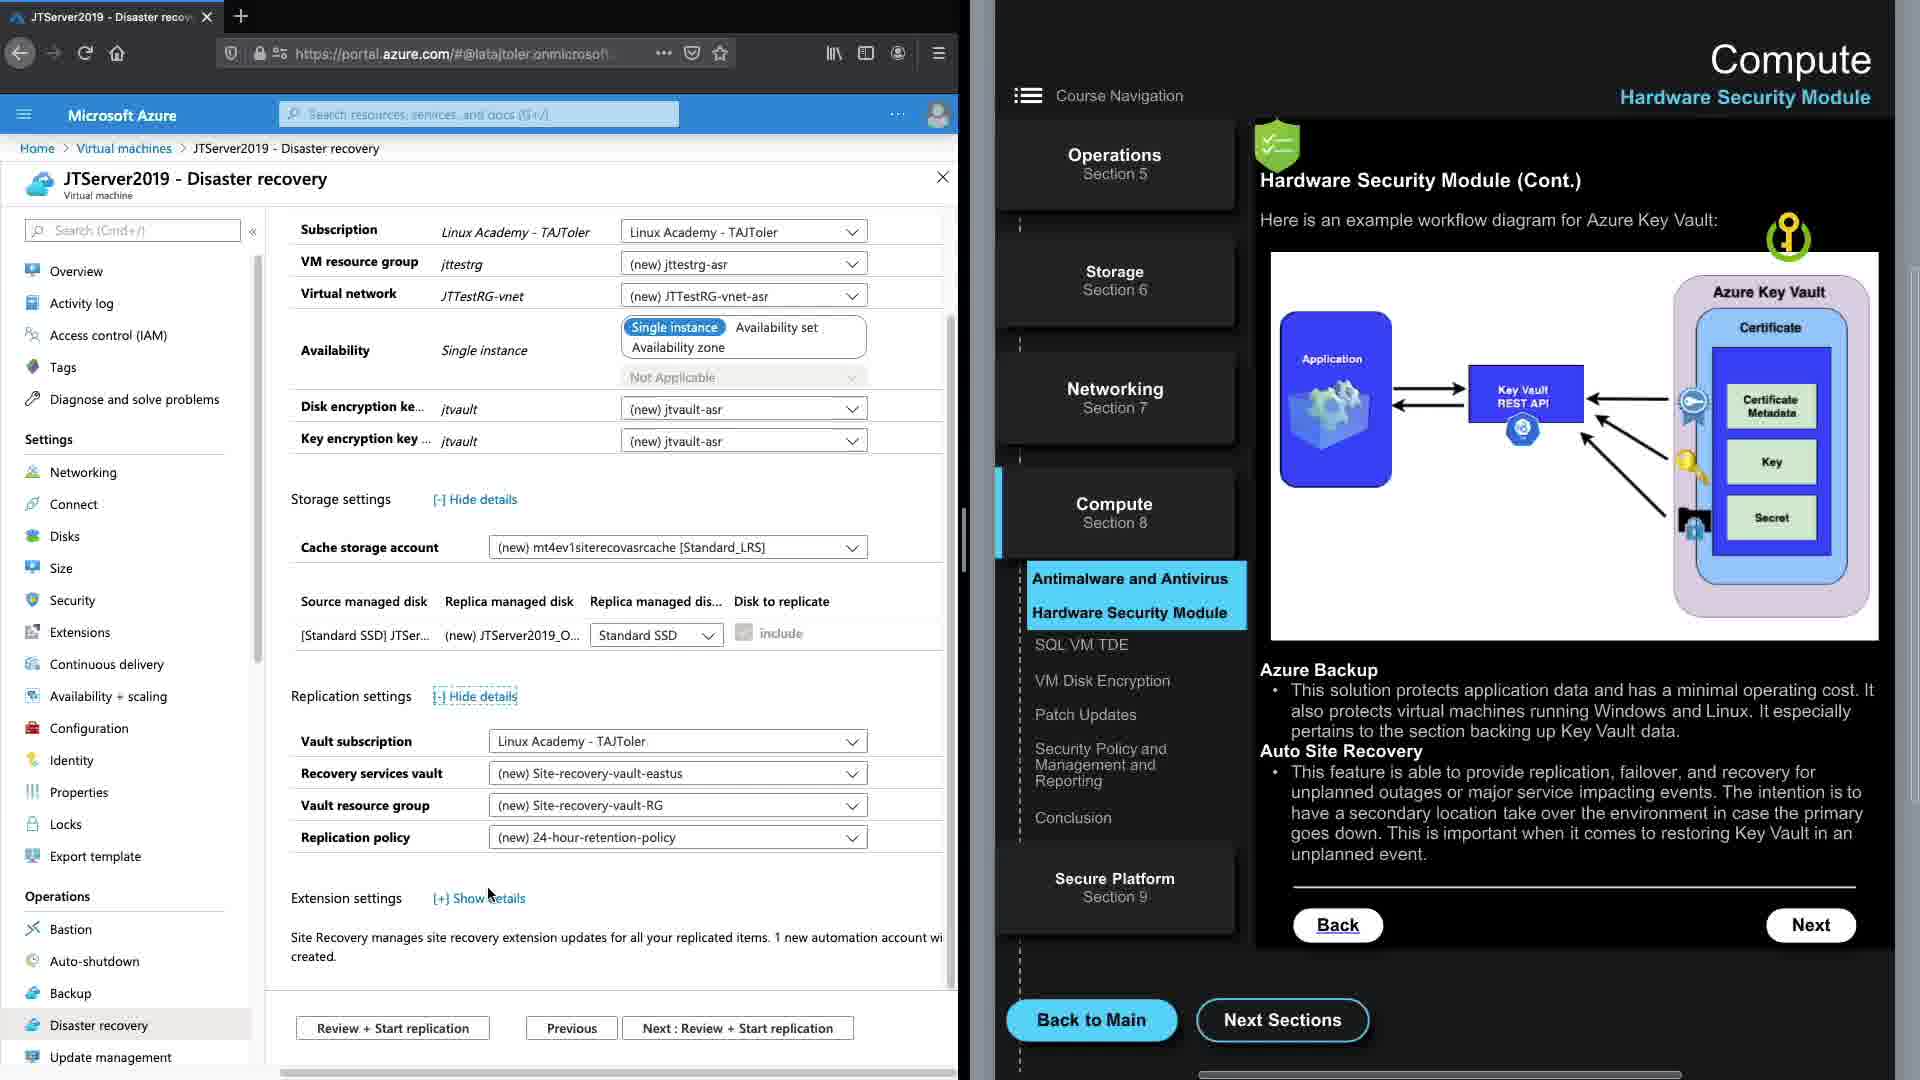 JTServer2019 - Disaster recov
https://portal.azure.com/#@latajtoler.onmicrosof
Microsoft Azure
Search resources, services, and docs (G+/)
Home > Virtual machines > JTServer2019 - Disaster recovery
JTServer2019 - Disaster recovery
Virtual machine
Search (Cmd+/)
Overview
Activity log
Access control (IAM)
Tags
Diagnose and solve problems
Settings
Networking
Connect
Disks
Size
Security
Extensions
Continuous delivery
Availability + scaling
Configuration
Identity
Properties
Locks
Export template
Operations
Bastion
Auto-shutdown
Backup
Disaster recovery
Update management
Subscription Linux Academy - TAJToler Linux Academy - TAJToler
VM resource group jttestrg (new) jttestrg-asr
Virtual network JTTestRG-vnet (new) JTTestRG-vnet-asr
Single instance Availability set
Availability zone
Availability Single instance
Not Applicable
Disk encryption ke... jtvault (new) jtvault-asr
Key encryption key ... jtvault (new) jtvault-asr
Storage settings [-] Hide details
Cache storage account (new) mt4ev1siterecovasrcache [Standard_LRS]
Source managed disk Replica managed disk Replica managed dis... Disk to replicate
[Standard SSD] JTSer... (new) JTServer2019_O... Standard SSD include
Replication settings [-] Hide details
Vault subscription Linux Academy - TAJToler
Recovery services vault (new) Site-recovery-vault-eastus
Vault resource group (new) Site-recovery-vault-RG
Replication policy (new) 24-hour-retention-policy
Extension settings [+] Show details
Site Recovery manages site recovery extension updates for all your replicated items. 1 new automation account wi
created.
Review + Start replication Previous Next : Review + Start replication
Compute
Hardware Security Module
Course Navigation
Operations
Section 5
Storage
Section 6
Networking
Section 7
Compute
Section 8
Antimalware and Antivirus
Hardware Security Module
SQL VM TDE
VM Disk Encryption
Patch Updates
Security Policy and
Management and
Reporting
Conclusion
Secure Platform
Section 9
Back to Main Next Sections
Hardware Security Module (Cont.)
Here is an example workflow diagram for Azure Key Vault:
Azure Key Vault
Certificate
Application
Key Vault
REST API
Certificate
Metadata
Key
Secret
Azure Backup
• This solution protects application data and has a minimal operating cost. It
also protects virtual machines running Windows and Linux. It especially
pertains to the section backing up Key Vault data.
Auto Site Recovery
• This feature is able to provide replication, failover, and recovery for
unplanned outages or major service impacting events. The intention is to
have a secondary location take over the environment in case the primary
goes down. This is important when it comes to restoring Key Vault in an
unplanned event.
Back Next